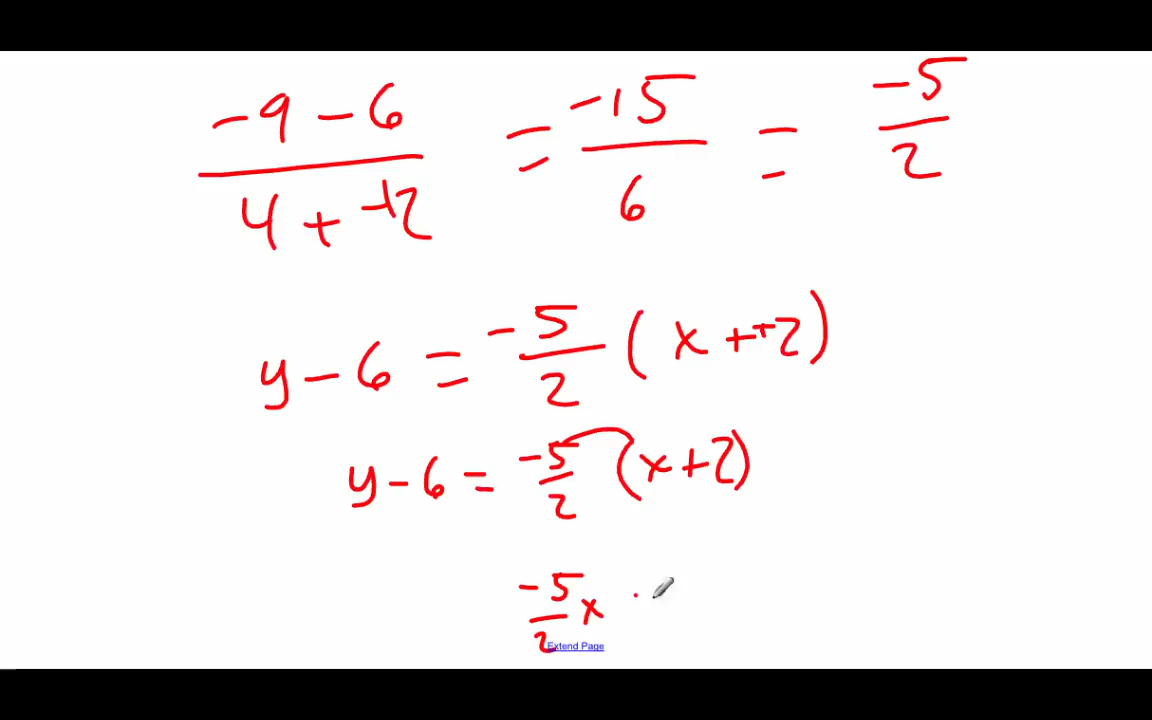 -9 - 6 / 4 + +2 = -15 / 6 = -5 / 2
y - 6 = -5/2 (x + +2)
y - 6 = -5/2 (x + 2)
-5/2 x
Extend Page